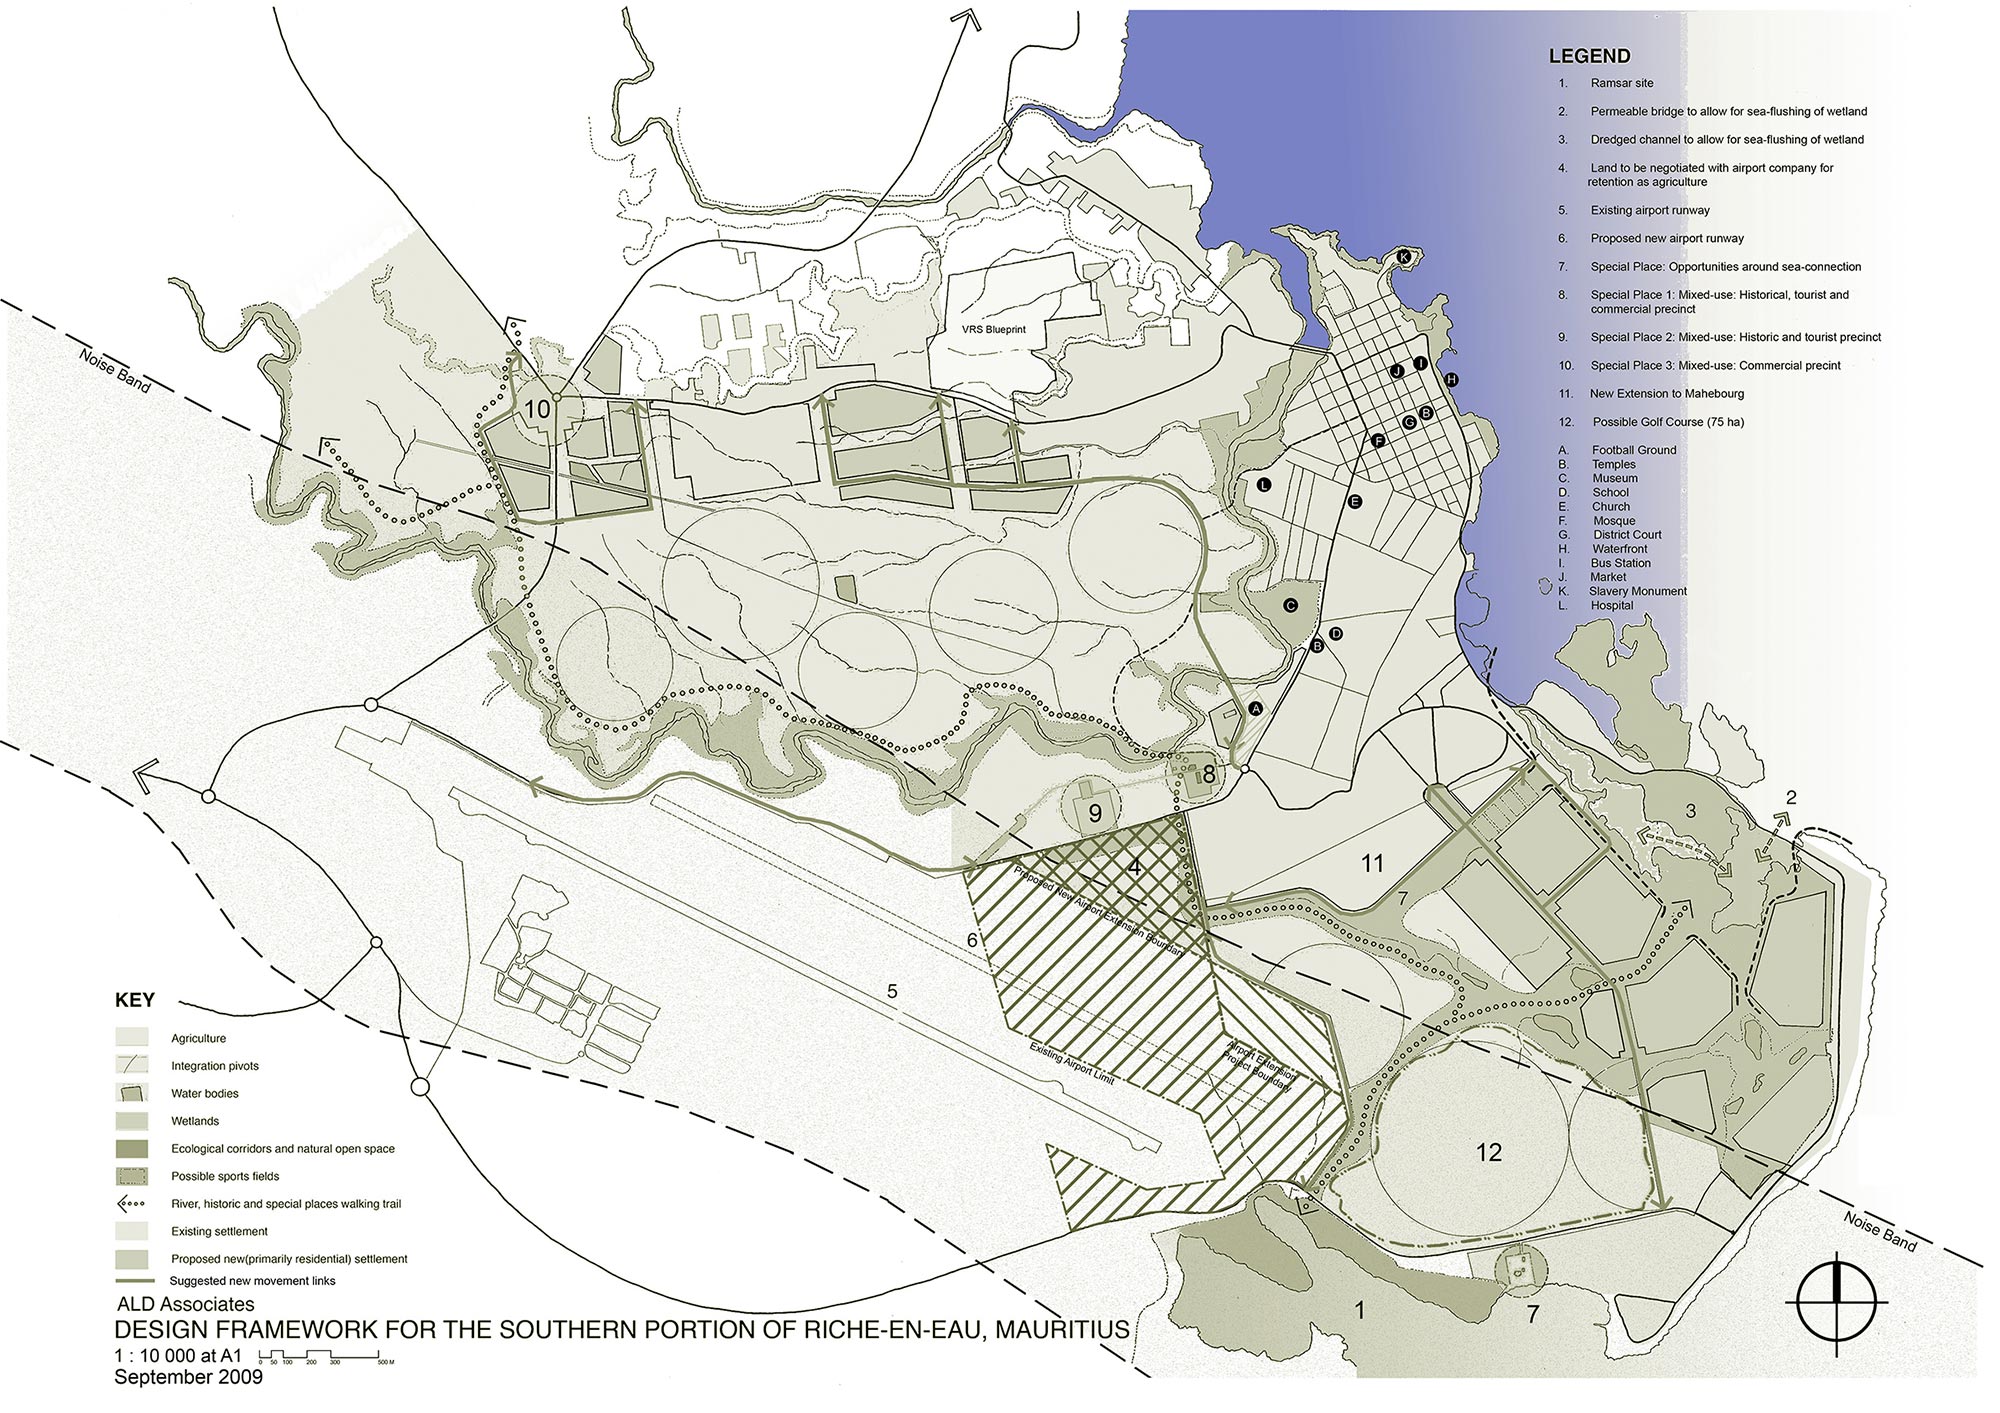 LEGEND
1. Ramsar site
2. Permeable bridge to allow for sea-flushing of wetland
3. Dredged channel to allow for sea-flushing of wetland
4. Land to be negotiated with airport company for
retention as agriculture
5. Existing airport runway
6. Proposed new airport runway
7. Special Place: Opportunities around sea-connection
8. Special Place 1: Mixed-use: Historical, tourist and
commercial precinct
9. Special Place 2: Mixed-use: Historic and tourist precinct
10. Special Place 3: Mixed-use: Commercial precint
11. New Extension to Mahebourg
12. Possible Golf Course (75 ha)
A. Football Ground
B. Temples
C. Museum
D. School
E. Church
F. Mosque
G. District Court
H. Waterfront
I. Bus Station
J. Market
K. Slavery Monument
L. Hospital
K
VRS Blueprint
Noise Band
I
J
H
10
B
G
F
L
E
C
D
B
A
8
9
2
3
4
11
7
Proposed New Airport Extension Boundary
6
5
Existing Airport Limit
Airport Extension
Project Boundary
12
Noise Band
1
7
KEY
Agriculture
Integration pivots
Water bodies
Wetlands
Ecological corridors and natural open space
Possible sports fields
River, historic and special places walking trail
Existing settlement
Proposed new(primarily residential) settlement
Suggested new movement links
ALD Associates
DESIGN FRAMEWORK FOR THE SOUTHERN PORTION OF RICHE-EN-EAU, MAURITIUS
1 : 10 000 at A1 0 50 100 200 300 500 M
September 2009